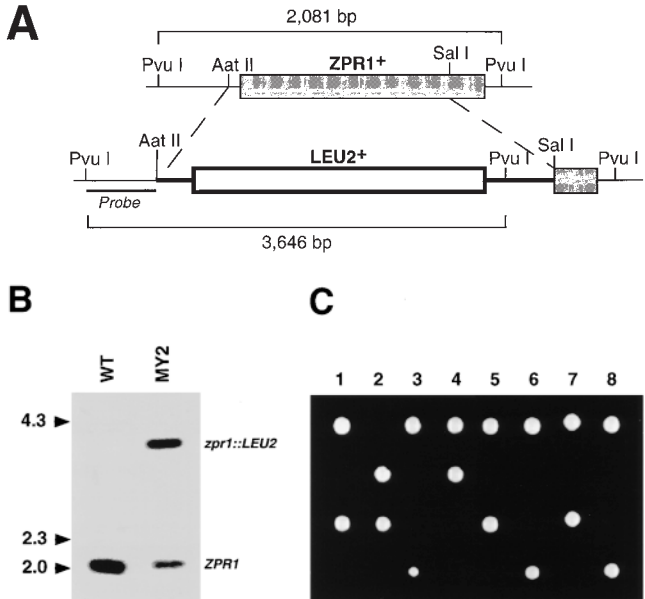 A
2,081 bp
Pvu I
Aat II
ZPR1+
Sal I
Pvu I
Pvu I
Aat II
LEU2+
Pvu I
Sal I
Pvu I
Probe
3,646 bp
B
WT
MY2
4.3
zpr1::LEU2
2.3
2.0
ZPR1
C
1 2 3 4 5 6 7 8